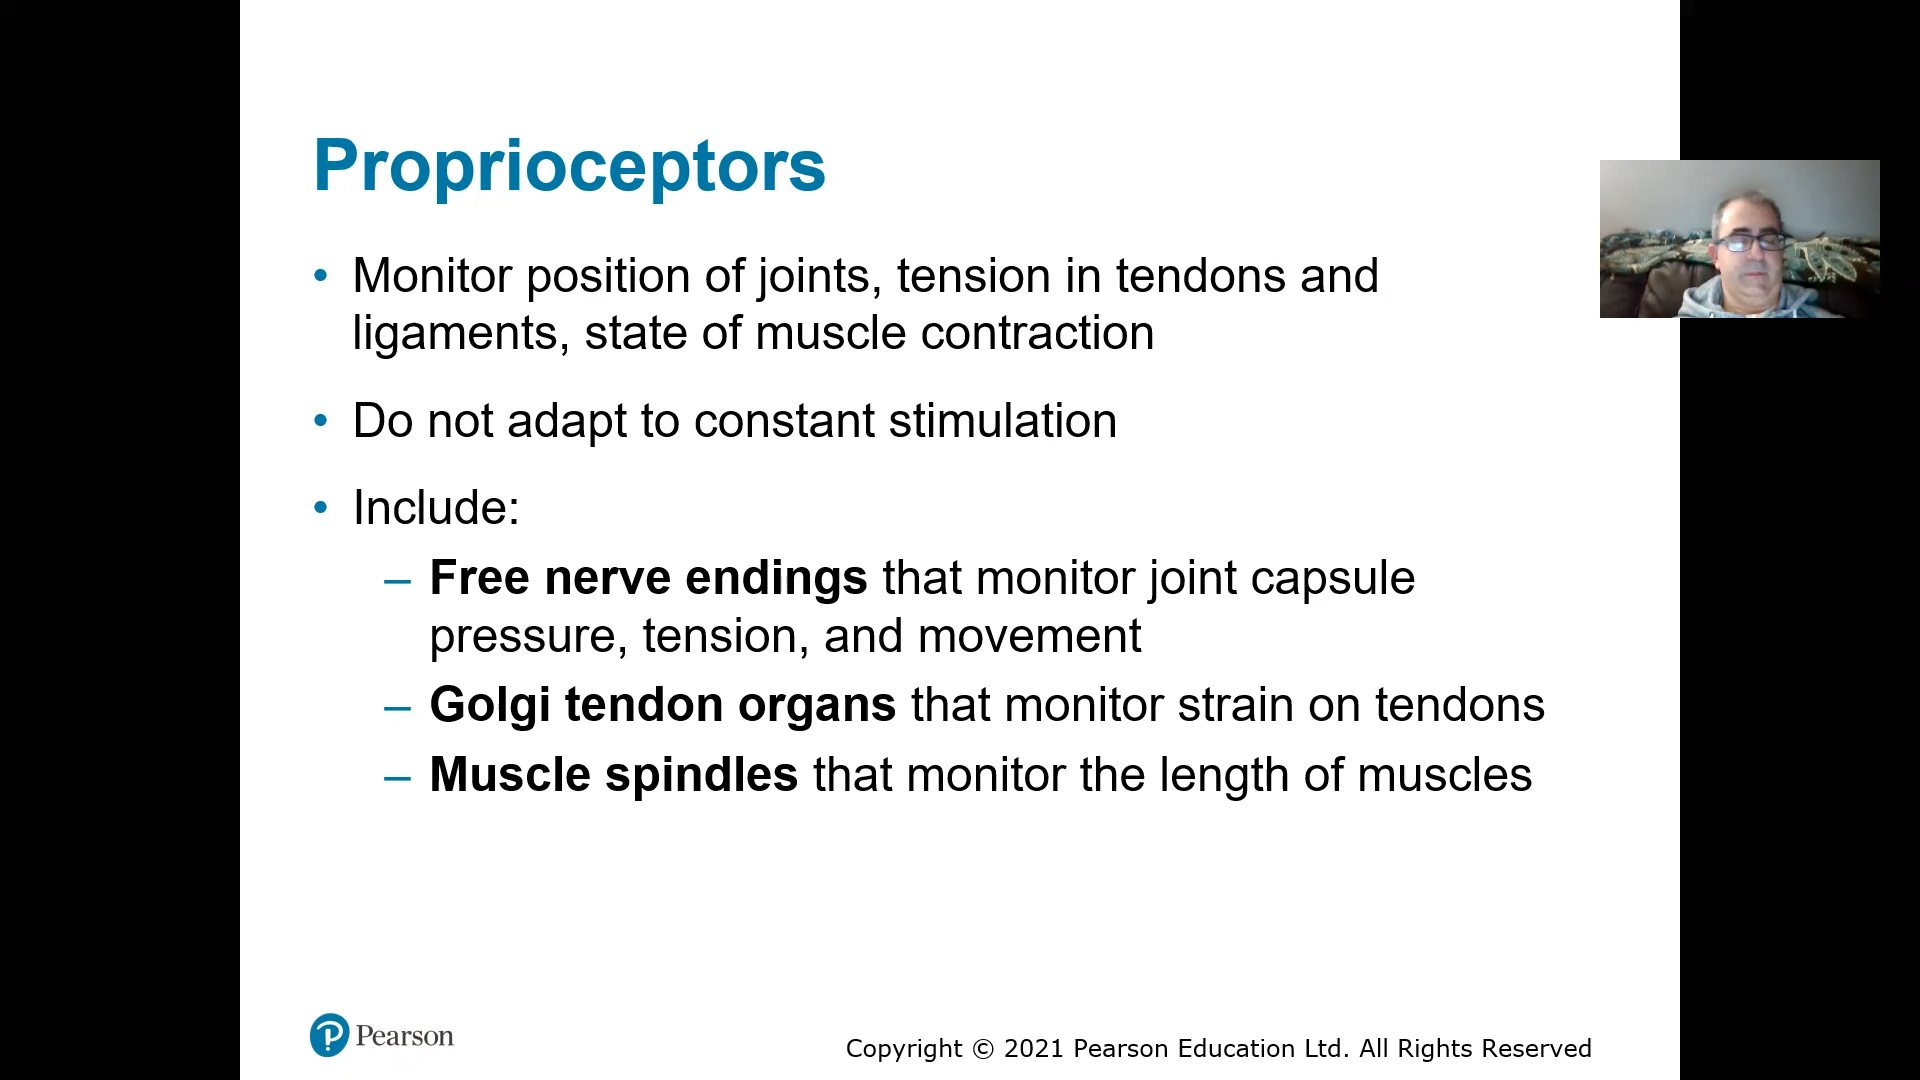 Proprioceptors
• Monitor position of joints, tension in tendons and
ligaments, state of muscle contraction
• Do not adapt to constant stimulation
• Include:
– Free nerve endings that monitor joint capsule
pressure, tension, and movement
– Golgi tendon organs that monitor strain on tendons
– Muscle spindles that monitor the length of muscles
Pearson
Copyright © 2021 Pearson Education Ltd. All Rights Reserved